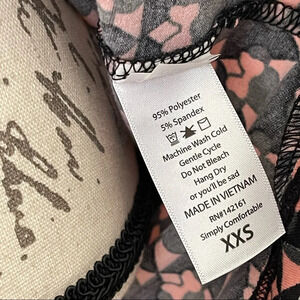 95% Polyester
5% Spandex
Machine Wash Cold
Gentle Cycle
Do Not Bleach
Hang Dry
or you'll be sad
MADE IN VIETNAM
RN#142161
Simply Comfortable
XXS